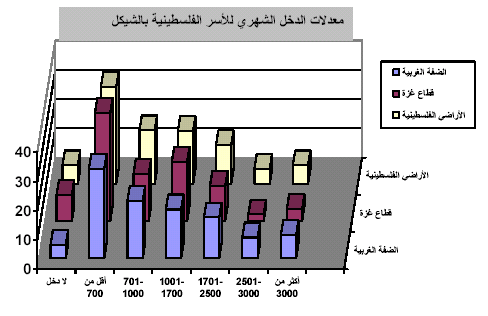 معدلات الدخل الشهري للأسر الفلسطينية بالشيكل
الضفة الغربية
قطاع غزة
الأراضي الفلسطينية
40
30
20
10
0
الأراضي الفلسطينية
قطاع غزة
الضفة الغربية
لا دخل
أقل من 700
701-1000
1001-1700
1701-2500
2501-3000
أكثر من 3000